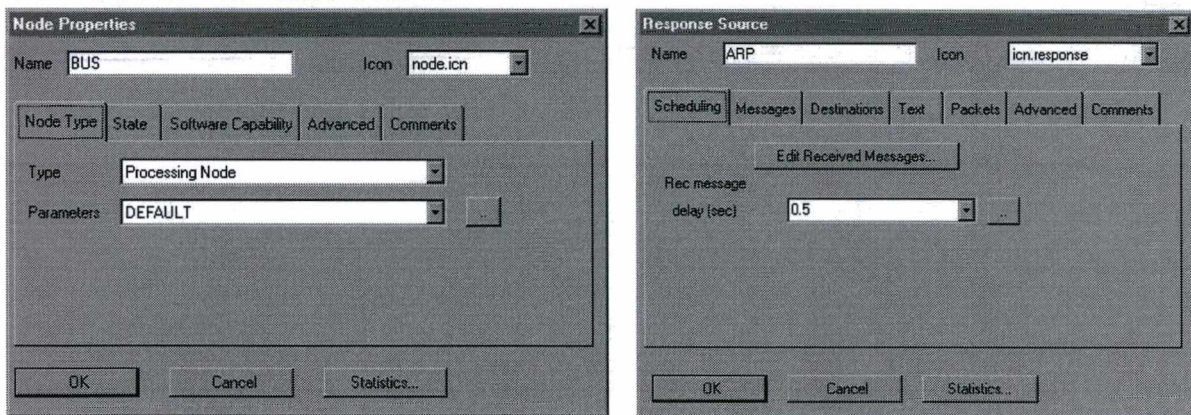 Node Properties
Name BUS Icon node.icn
Node Type State Software Capability Advanced Comments
Type Processing Node
Parameters DEFAULT ..
OK Cancel Statistics...
Response Source
Name ARP Icon icn.response
Scheduling Messages Destinations Text Packets Advanced Comments
Edit Received Messages...
Rec message
delay (sec) 0.5 ..
OK Cancel Statistics...